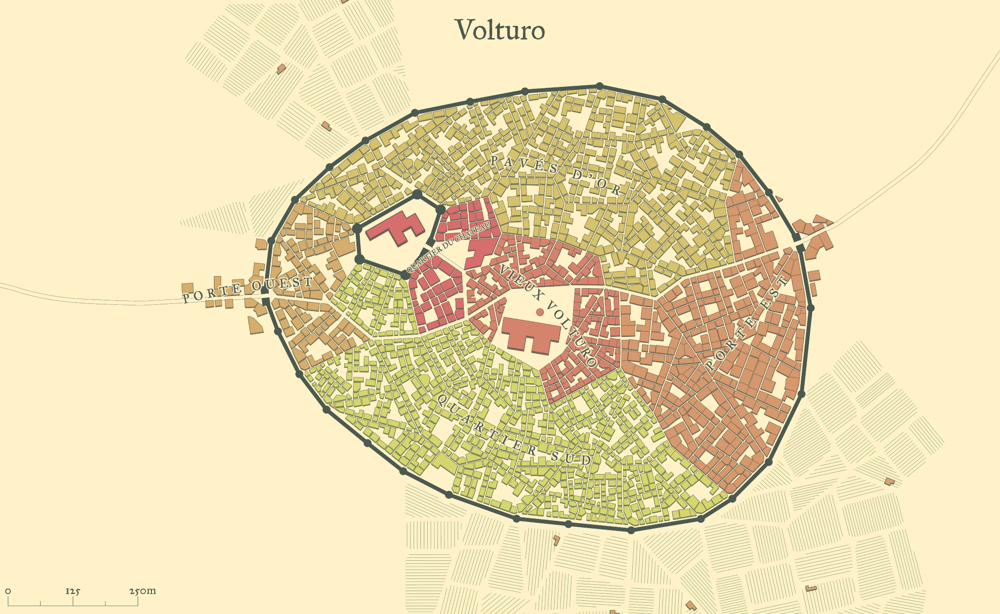 Volturo
PAVÉS D'OR
QUARTIER DU CHATEAU
VIEUX VOLTURO
PORTE OUEST
PORTE EST
QUARTIER SUD
0 125 250m